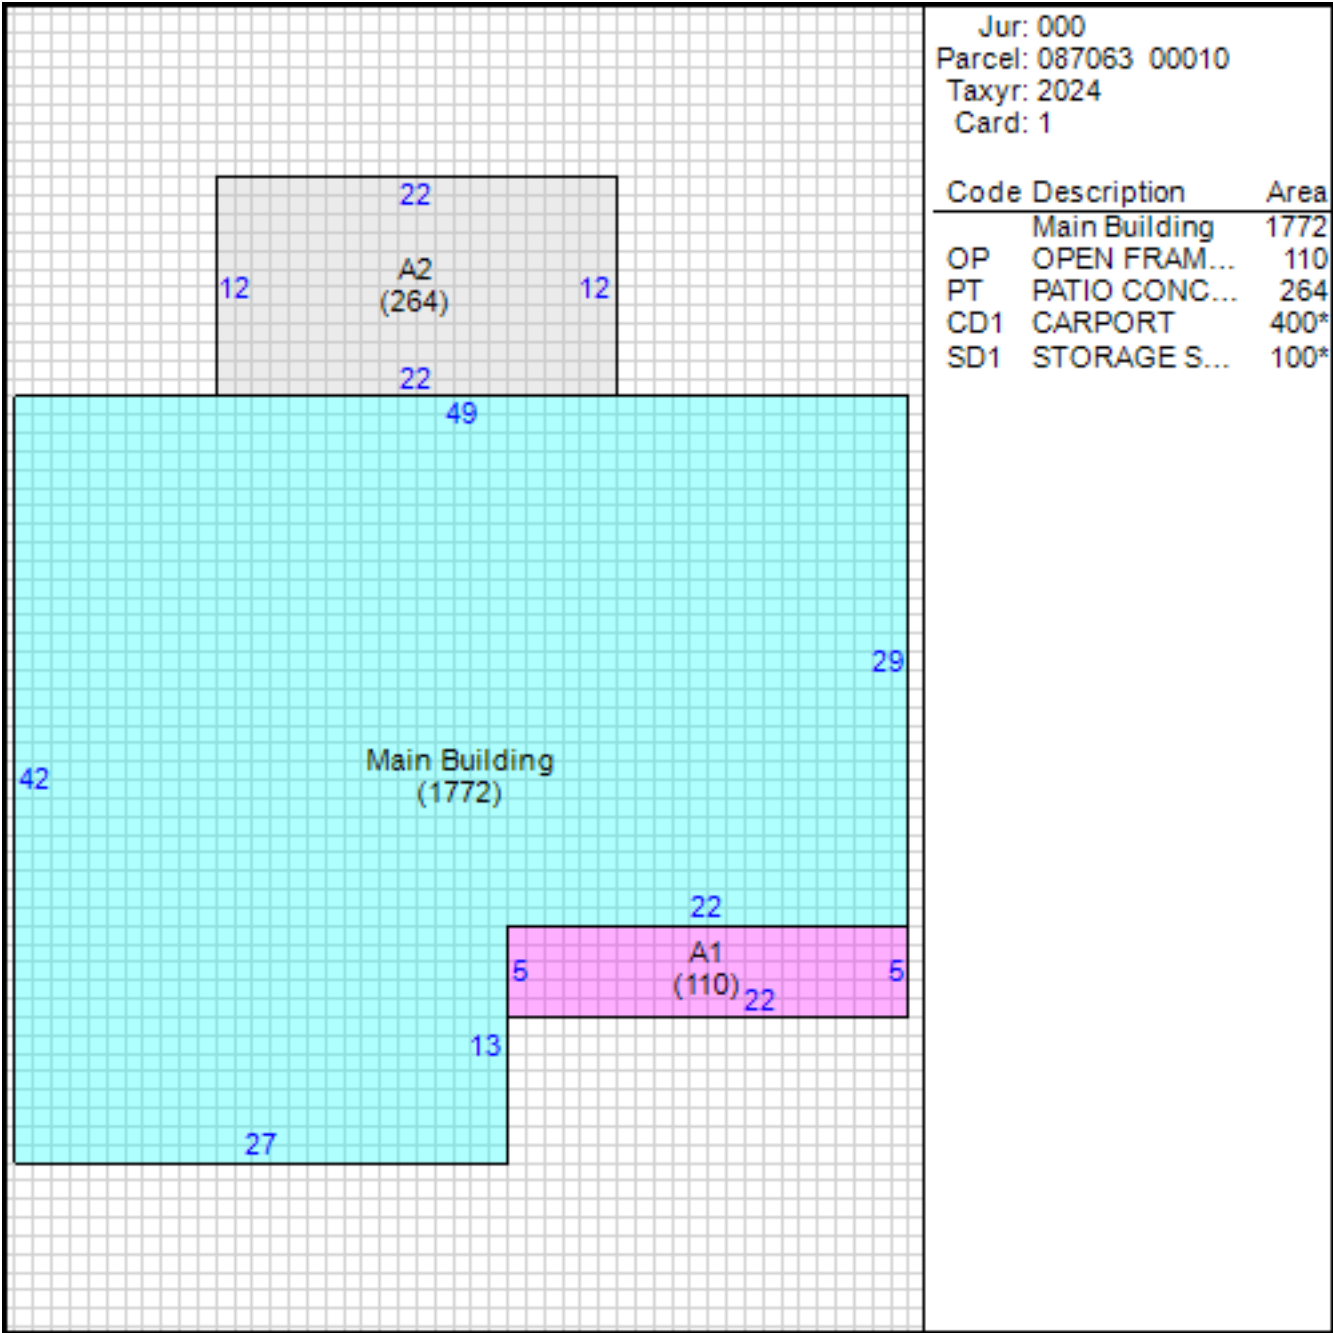 Jur: 000
Parcel: 087063 00010
Taxyr: 2024
Card: 1
Code Description Area
Main Building 1772
OP OPEN FRAM... 110
PT PATIO CONC... 264
CD1 CARPORT 400*
SD1 STORAGE S... 100*
22
A2
12 (264) 12
22
49
29
Main Building
42 (1772)
22
A1
5 (110) 5
22
13
27